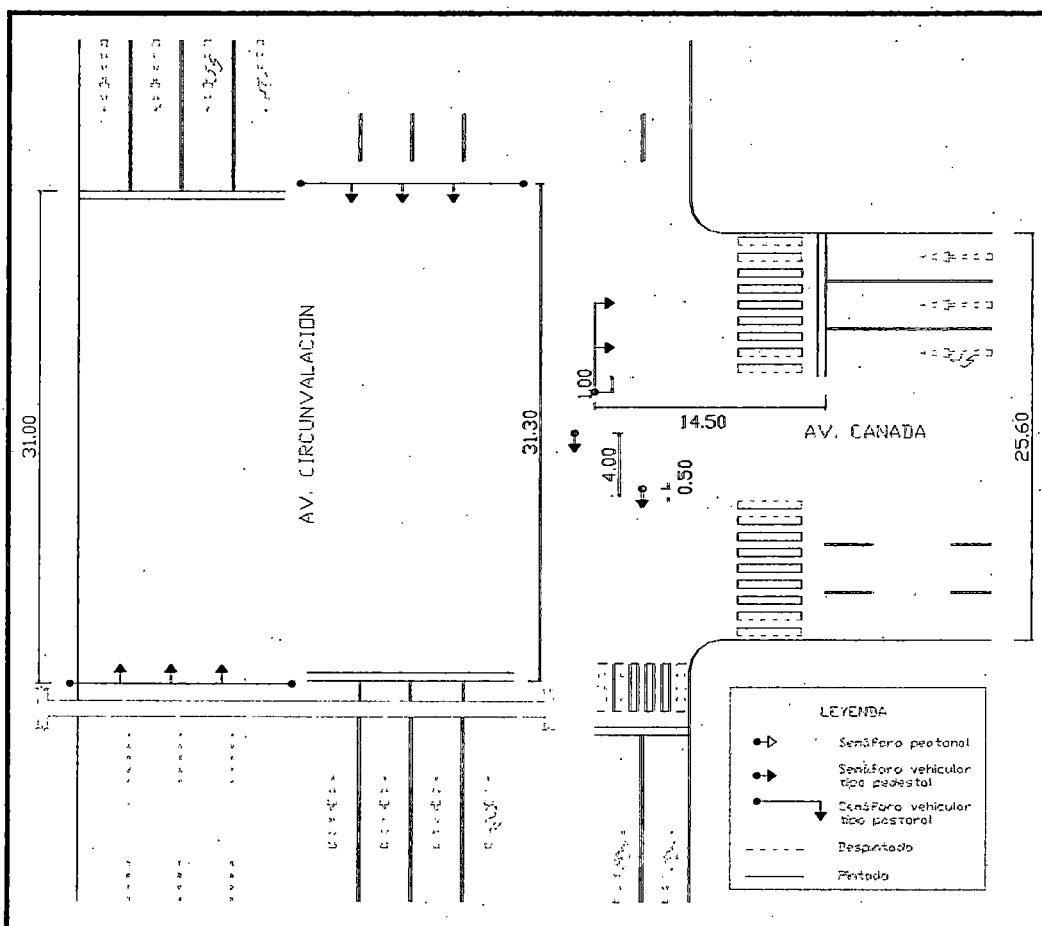 31.00
AV. CIRCUNVALACION
31.30
1.00
14.50
4.00
0.50
AV. CANADA
25.60
LEYENDA
Semáforo peatonal
Semáforo vehicular
tipo pedestal
Semáforo vehicular
tipo pastoral
Despintado
Pintado